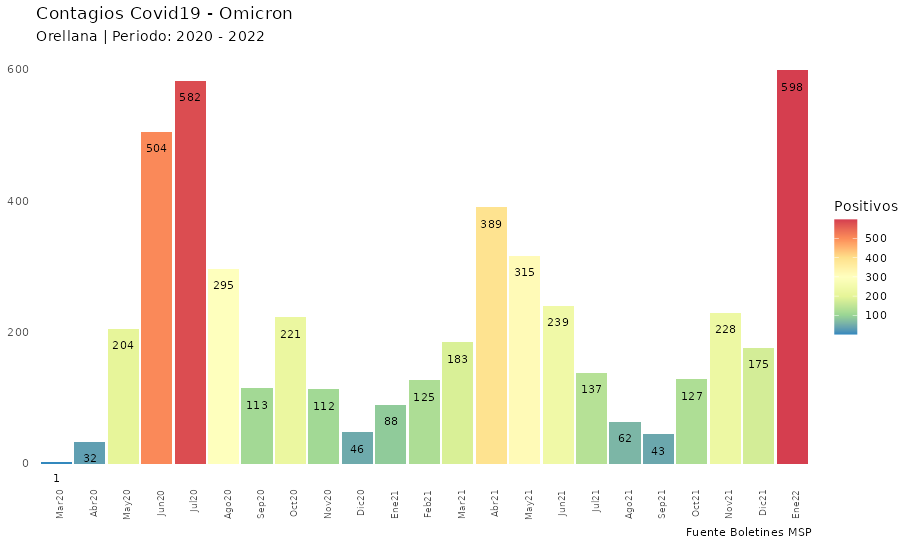 Contagios Covid19 - Omicron
Orellana | Periodo: 2020 - 2022
600
400
200
0
1
32
204
504
582
295
113
221
112
46
88
125
183
389
315
239
137
62
43
127
228
175
598
Mar20
Abr20
May20
Jun20
Jul20
Ago20
Sep20
Oct20
Nov20
Dic20
Ene21
Feb21
Mar21
Abr21
May21
Jun21
Jul21
Ago21
Sep21
Oct21
Nov21
Dic21
Ene22
Positivos
500
400
300
200
100
Fuente Boletines MSP